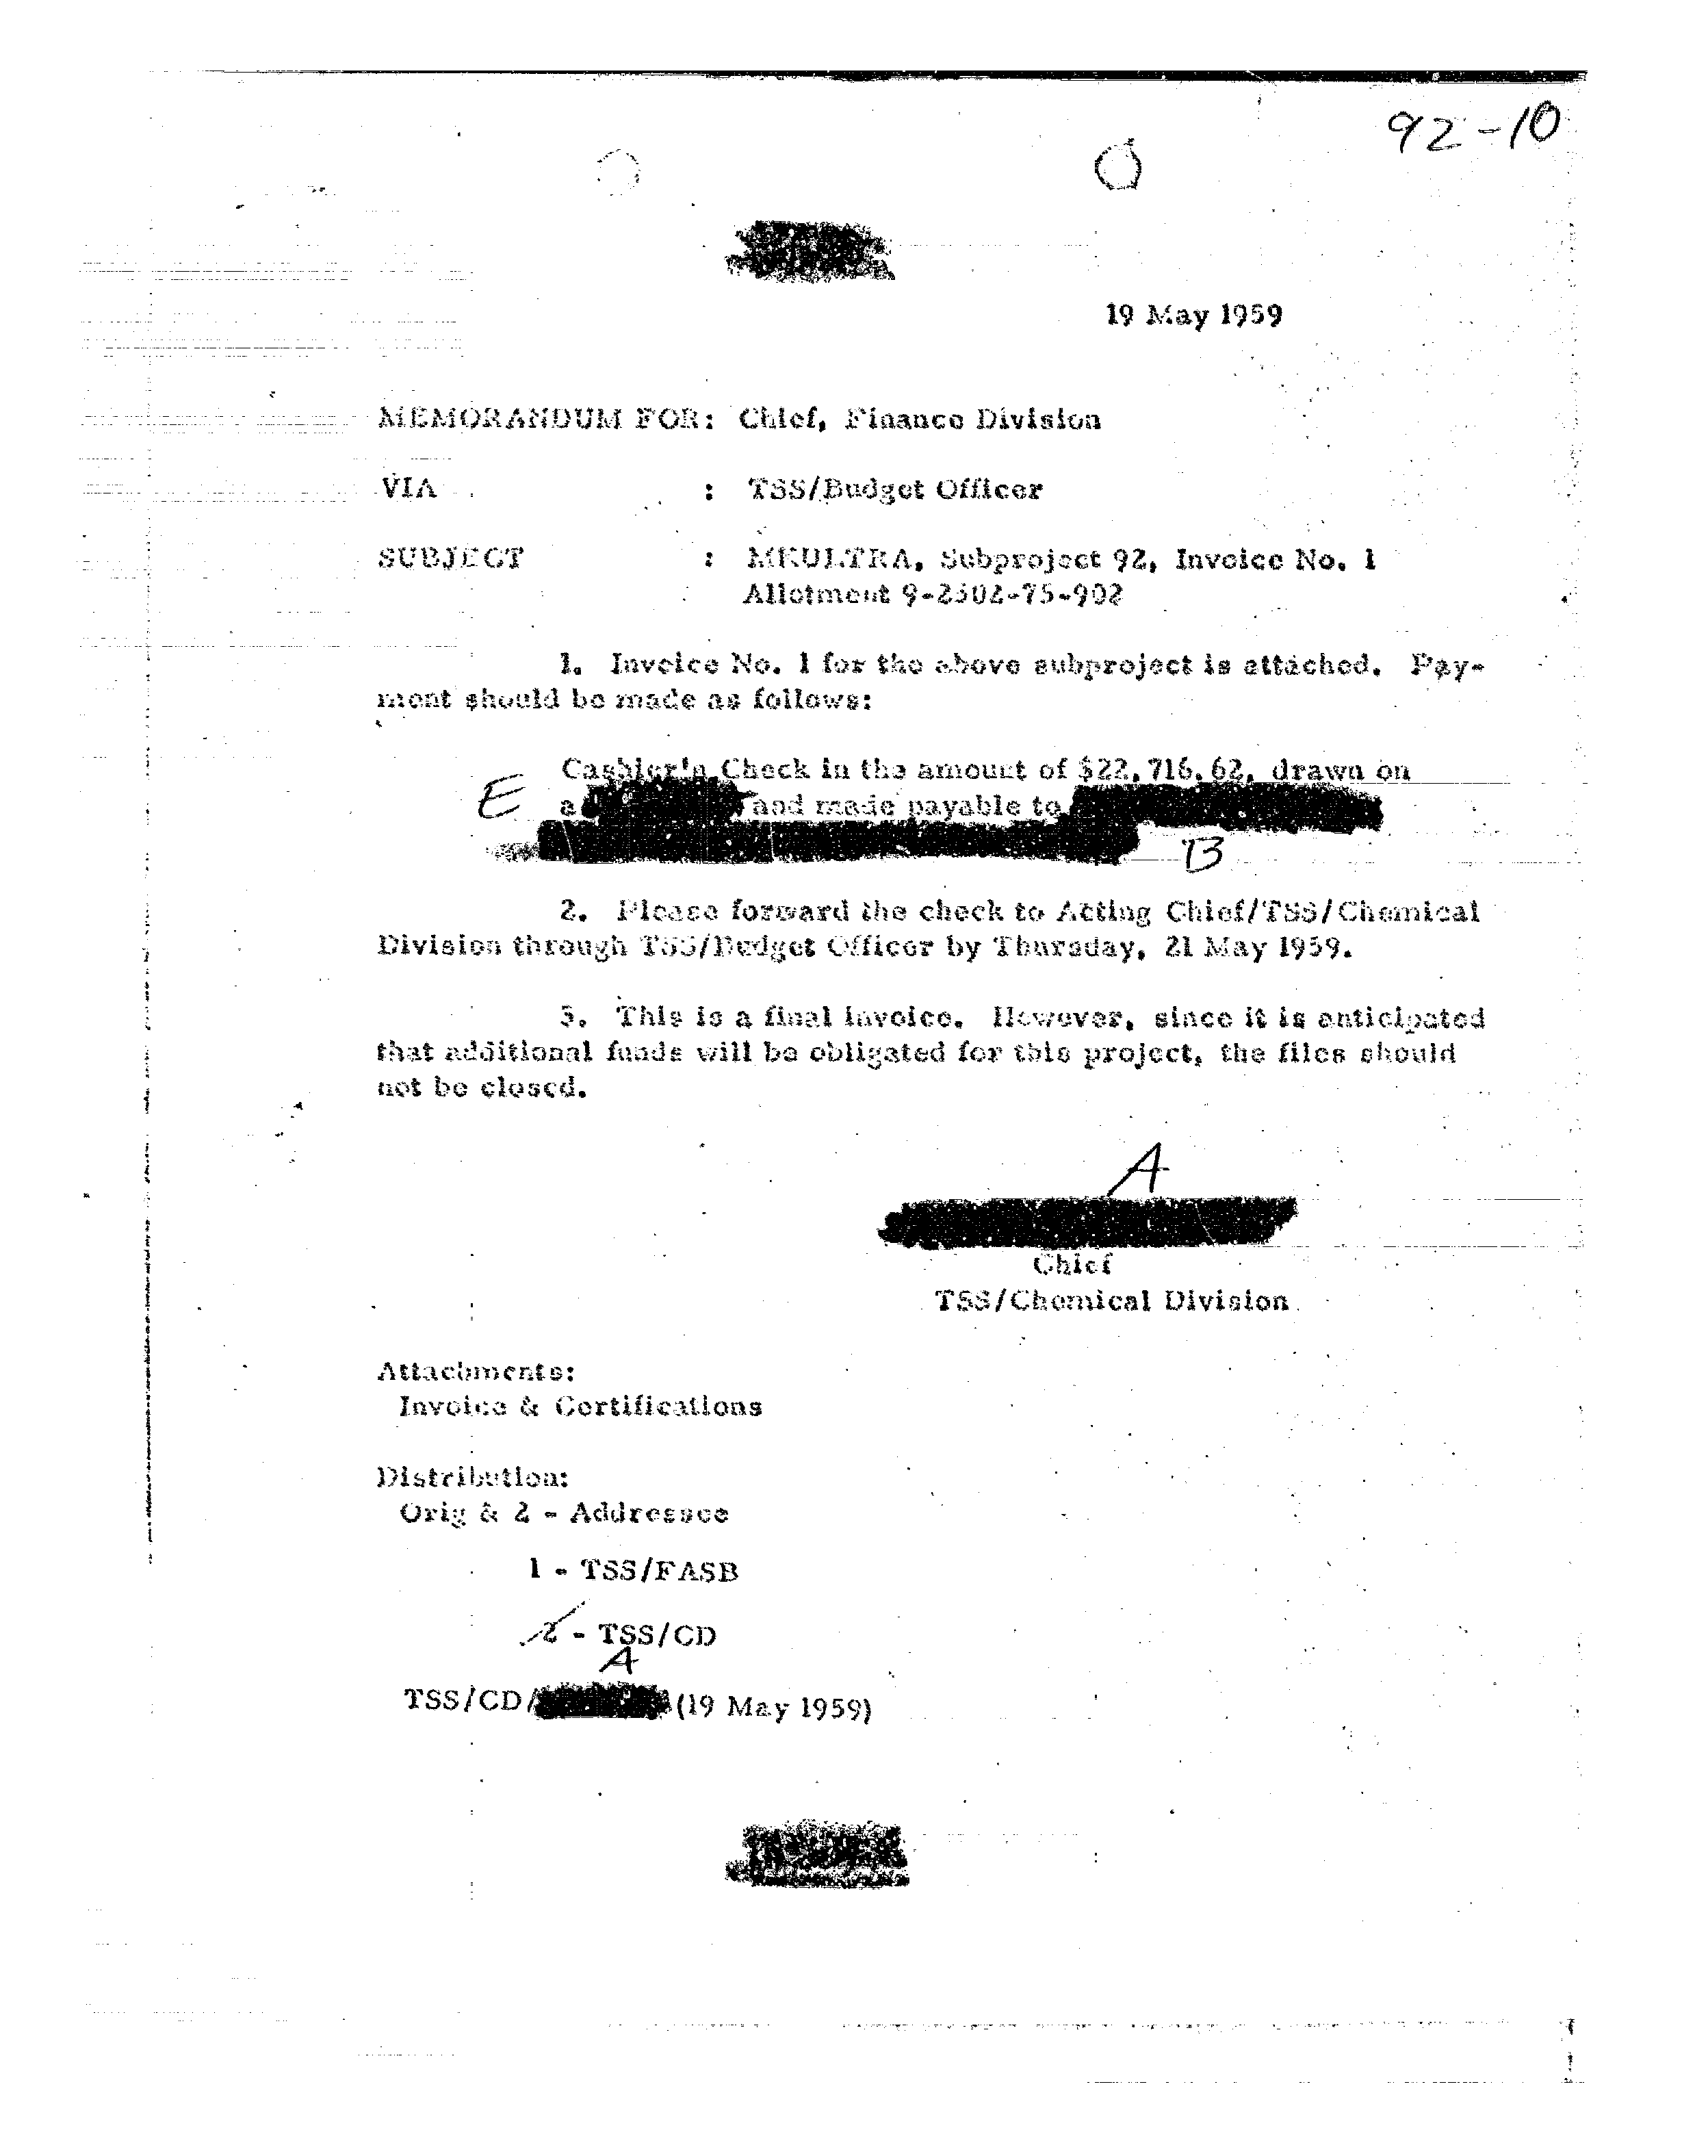 92-10
19 May 1959
MEMORANDUM FOR: Chief, Finance Division
VIA : TSS/Budget Officer
SUBJECT : MKULTRA, Subproject 92, Invoice No. 1
Allotment 9-2502-75-902
1. Invoice No. 1 for the above subproject is attached. Pay-
ment should be made as follows:
Cashier's Check in the amount of $22,716.62, drawn on
E a and made payable to
B
2. Please forward the check to Acting Chief/TSS/Chemical
Division through TSS/Budget Officer by Thursday, 21 May 1959.
3. This is a final invoice. However, since it is anticipated
that additional funds will be obligated for this project, the files should
not be closed.
A
Chief
TSS/Chemical Division
Attachments:
Invoice & Certifications
Distribution:
Orig & 2 - Addressee
1 - TSS/FASB
2 - TSS/CD
A
TSS/CD/ (19 May 1959)